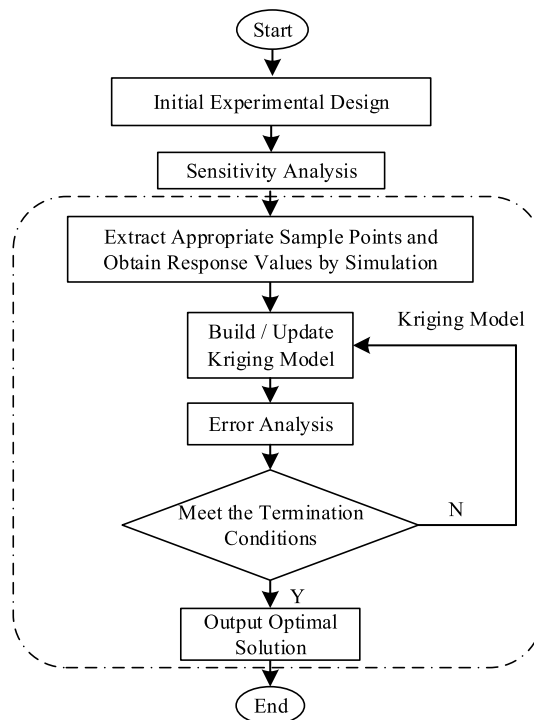 Start
Initial Experimental Design
Sensitivity Analysis
Extract Appropriate Sample Points and
Obtain Response Values by Simulation
Kriging Model
Build / Update
Kriging Model
Error Analysis
Meet the Termination
Conditions
N
Y
Output Optimal
Solution
End